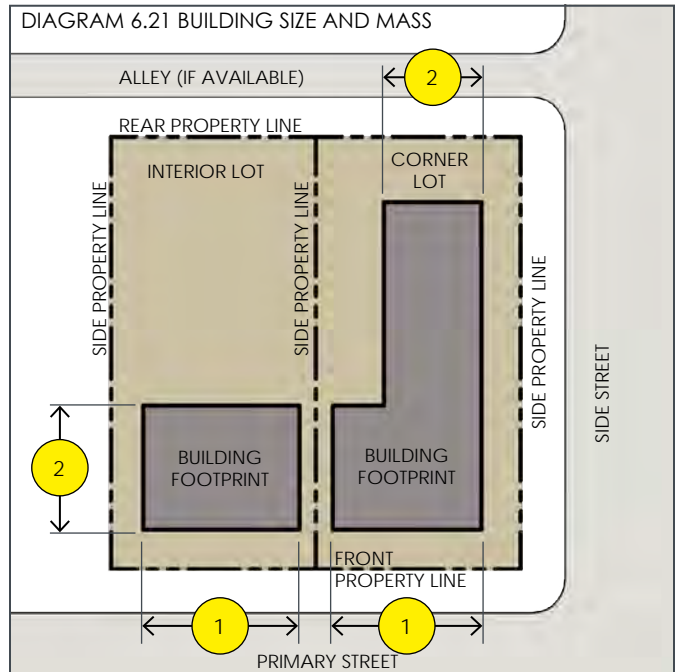 DIAGRAM 6.21 BUILDING SIZE AND MASS
ALLEY (IF AVAILABLE)
2
REAR PROPERTY LINE
INTERIOR LOT
CORNER
LOT
SIDE PROPERTY LINE
SIDE PROPERTY LINE
SIDE PROPERTY LINE
SIDE STREET
2
BUILDING
FOOTPRINT
BUILDING
FOOTPRINT
FRONT
PROPERTY LINE
1
1
PRIMARY STREET